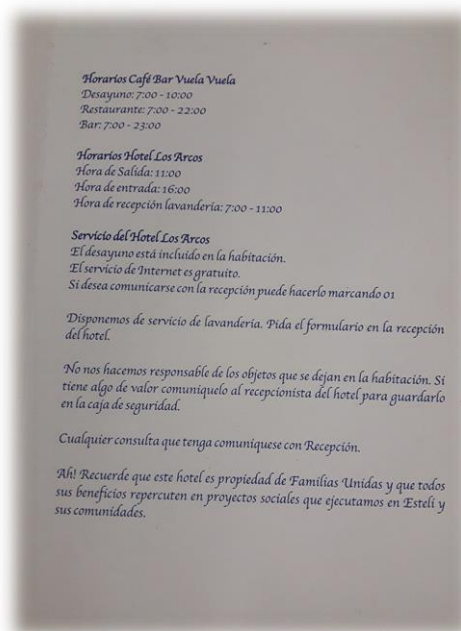 Horarios Café Bar Vuela Vuela
Desayuno: 7:00 - 10:00
Restaurante: 7:00 - 22:00
Bar: 7:00 - 23:00
Horarios Hotel Los Arcos
Hora de Salida: 11:00
Hora de entrada: 16:00
Hora de recepción lavandería: 7:00 - 11:00
Servicio del Hotel Los Arcos
El desayuno está incluido en la habitación.
El servicio de Internet es gratuito.
Si desea comunicarse con la recepción puede hacerlo marcando 01
Disponemos de servicio de lavandería. Pida el formulario en la recepción
del hotel.
No nos hacemos responsable de los objetos que se dejan en la habitación. Si
tiene algo de valor comuníquelo al recepcionista del hotel para guardarlo
en la caja de seguridad.
Cualquier consulta que tenga comuníquese con Recepción.
Ah! Recuerde que este hotel es propiedad de Familias Unidas y que todos
sus beneficios repercuten en proyectos sociales que ejecutamos en Estelí y
sus comunidades.